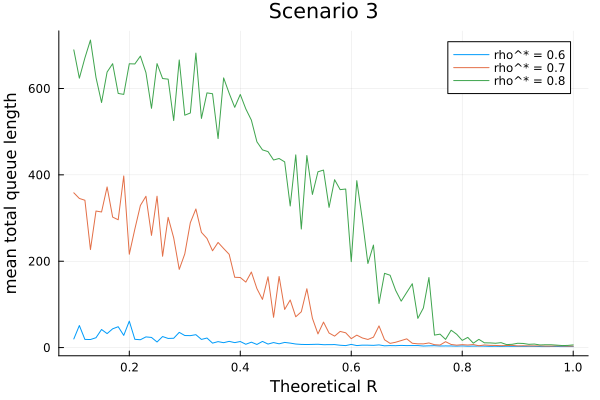 Scenario 3
rho^* = 0.6
rho^* = 0.7
rho^* = 0.8
mean total queue length
600
400
200
0
0.2 0.4 0.6 0.8 1.0
Theoretical R